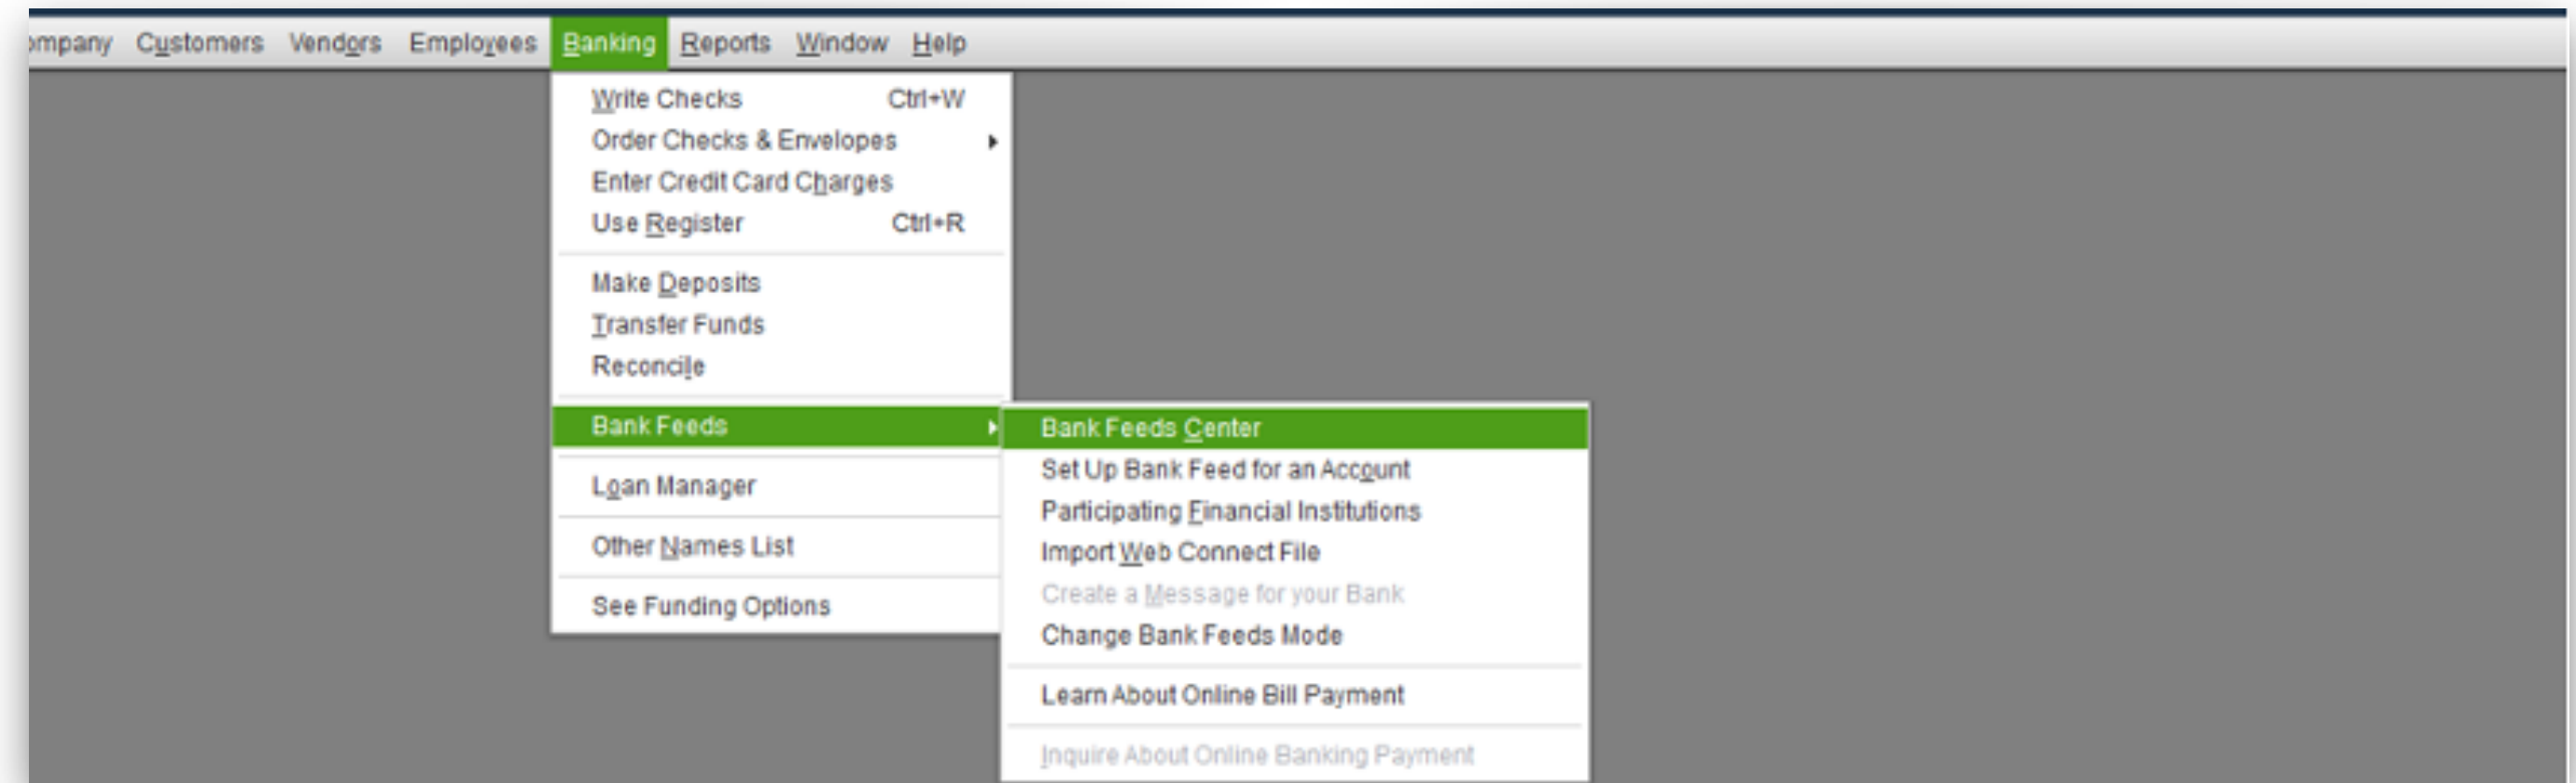 ompany Customers Vendors Employees Banking Reports Window Help
Write Checks Ctrl+W
Order Checks & Envelopes
Enter Credit Card Charges
Use Register Ctrl+R
Make Deposits
Transfer Funds
Reconcile
Bank Feeds
Loan Manager
Other Names List
See Funding Options
Bank Feeds Center
Set Up Bank Feed for an Account
Participating Financial Institutions
Import Web Connect File
Create a Message for your Bank
Change Bank Feeds Mode
Learn About Online Bill Payment
Inquire About Online Banking Payment